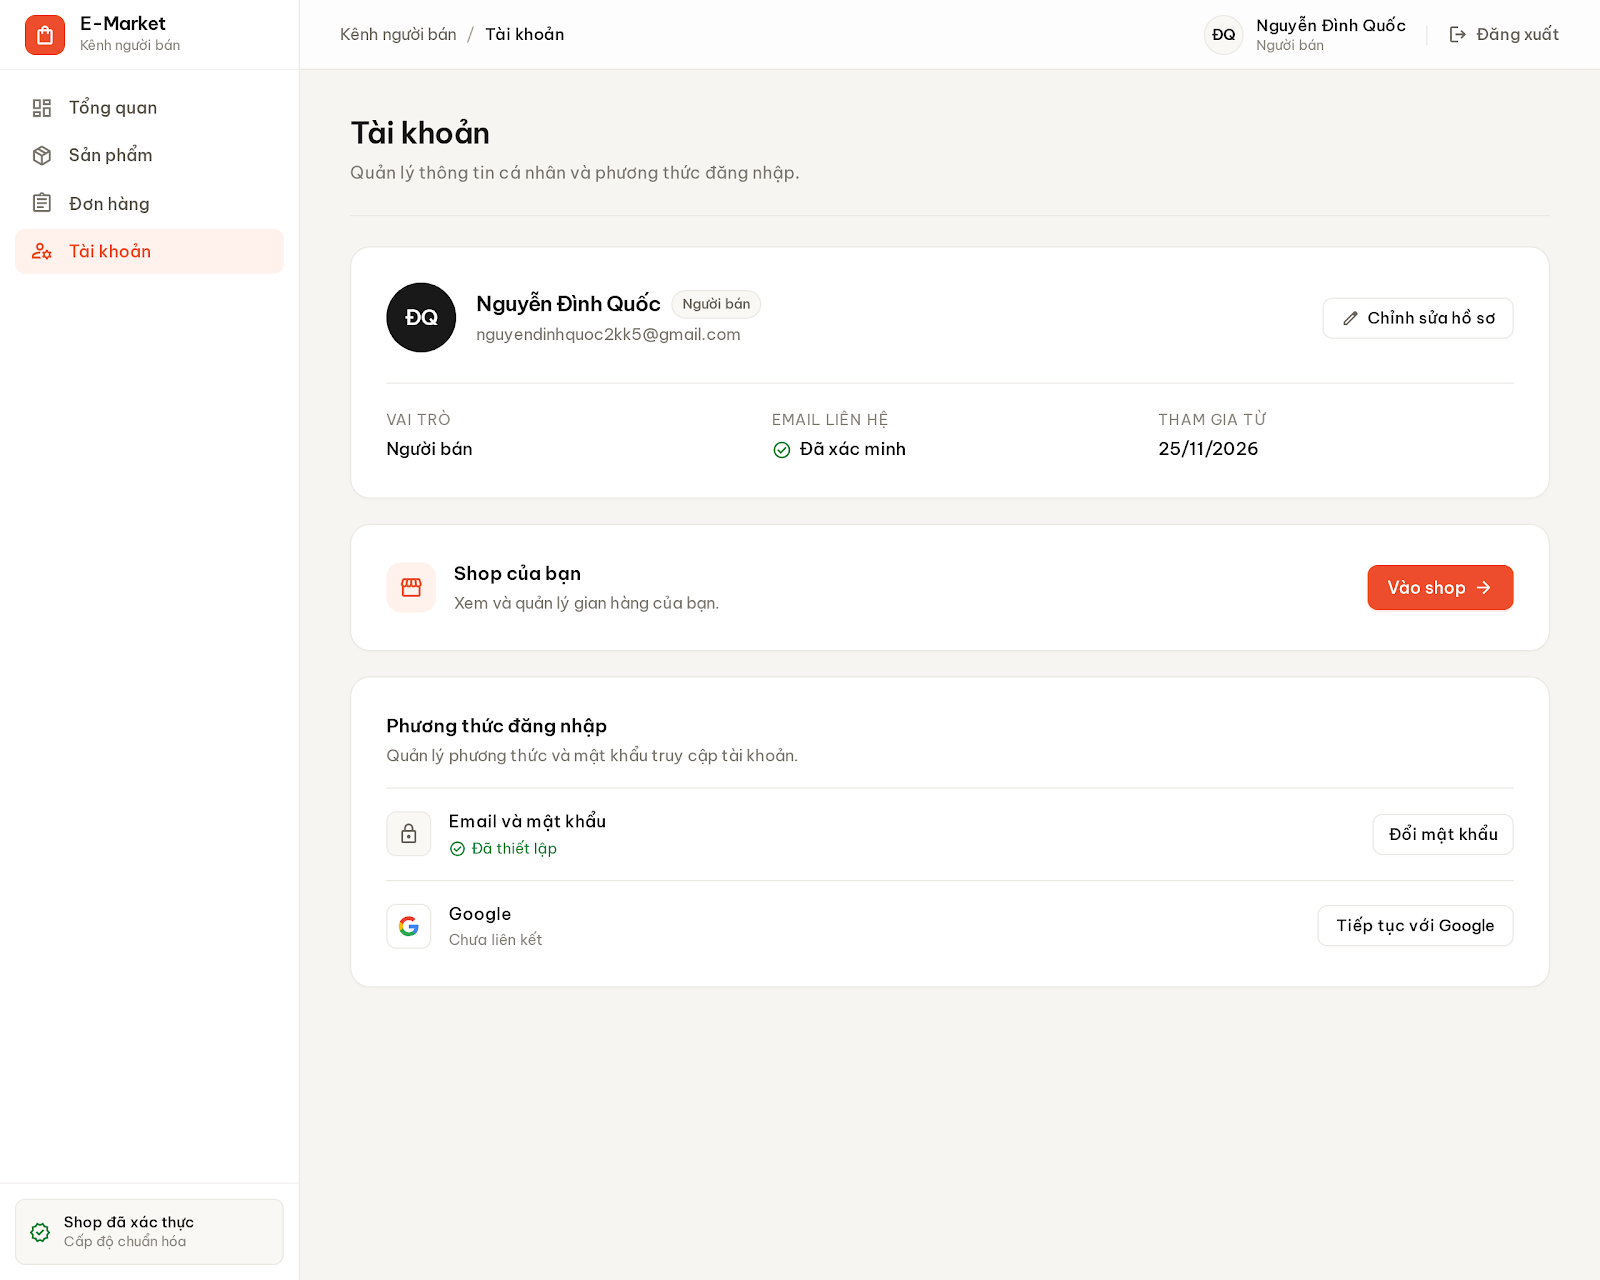 E-Market
Kênh người bán
Kênh người bán / Tài khoản
ĐQ
Nguyễn Đình Quốc
Người bán
Đăng xuất
Tổng quan
Sản phẩm
Đơn hàng
Tài khoản
Tài khoản
Quản lý thông tin cá nhân và phương thức đăng nhập.
ĐQ
Nguyễn Đình Quốc
Người bán
nguyendinhquoc2kk5@gmail.com
Chỉnh sửa hồ sơ
VAI TRÒ
Người bán
EMAIL LIÊN HỆ
Đã xác minh
THAM GIA TỪ
25/11/2026
Shop của bạn
Xem và quản lý gian hàng của bạn.
Vào shop
Phương thức đăng nhập
Quản lý phương thức và mật khẩu truy cập tài khoản.
Email và mật khẩu
Đã thiết lập
Đổi mật khẩu
Google
Chưa liên kết
Tiếp tục với Google
Shop đã xác thực
Cấp độ chuẩn hóa